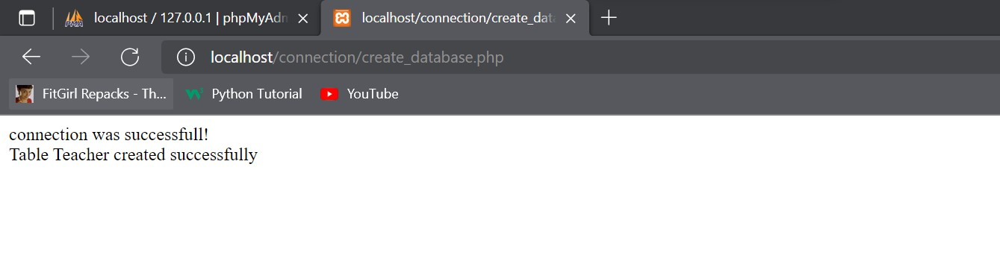 localhost / 127.0.0.1 | phpMyAdn
localhost/connection/create_data
localhost/connection/create_database.php
FitGirl Repacks - Th... Python Tutorial YouTube
connection was successfull!
Table Teacher created successfully